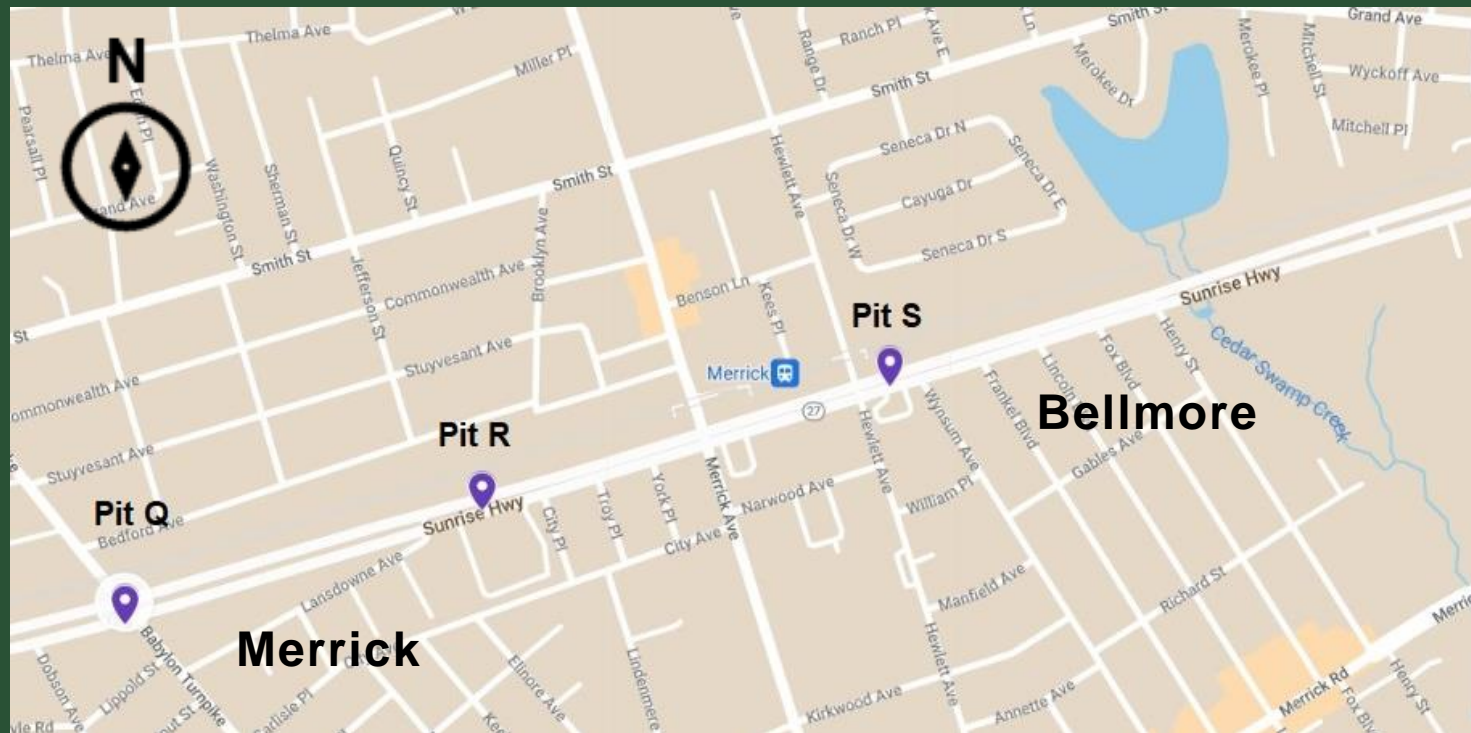 N
Thelma Ave
Thelma Ave
Miller Pl
Ranch Pl
Range Dr
Smith St
Grand Ave
Merokee Dr
Merokee Pl
Mitchell St
Wyckoff Ave
Mitchell Pl
Pearsall Pl
Washington St
Sherman St
Quincy St
Smith St
Smith St
Hewlett Ave
Seneca Dr N
Seneca Dr E
Cayuga Dr
Seneca Dr W
Seneca Dr S
Smith St
Jefferson St
Commonwealth Ave
Brooklyn Ave
Benson Ln
Kees Pl
Sunrise Hwy
St
Stuyvesant Ave
Pit S
Merrick
27
Cedar Swamp Creek
Henry St
Fox Blvd
Lincoln
Frankel Blvd
Wynsum Ave
Bellmore
Pit R
Stuyvesant Ave
Hewlett Ave
Gables Ave
Merrick Ave
York Pl
Troy Pl
City Pl
Narwood Ave
William Pl
Pit Q
Bedford Ave
Sunrise Hwy
City Ave
Lansdowne Ave
Manfield Ave
Richard St
Merrick
Babylon Turnpike
Dobson Ave
Lippold St
Carlisle Pl
Elinore Ave
Lindenmere
Hewlett Ave
Kirkwood Ave
Annette Ave
Merrick Rd
Fox Blv
Henry St